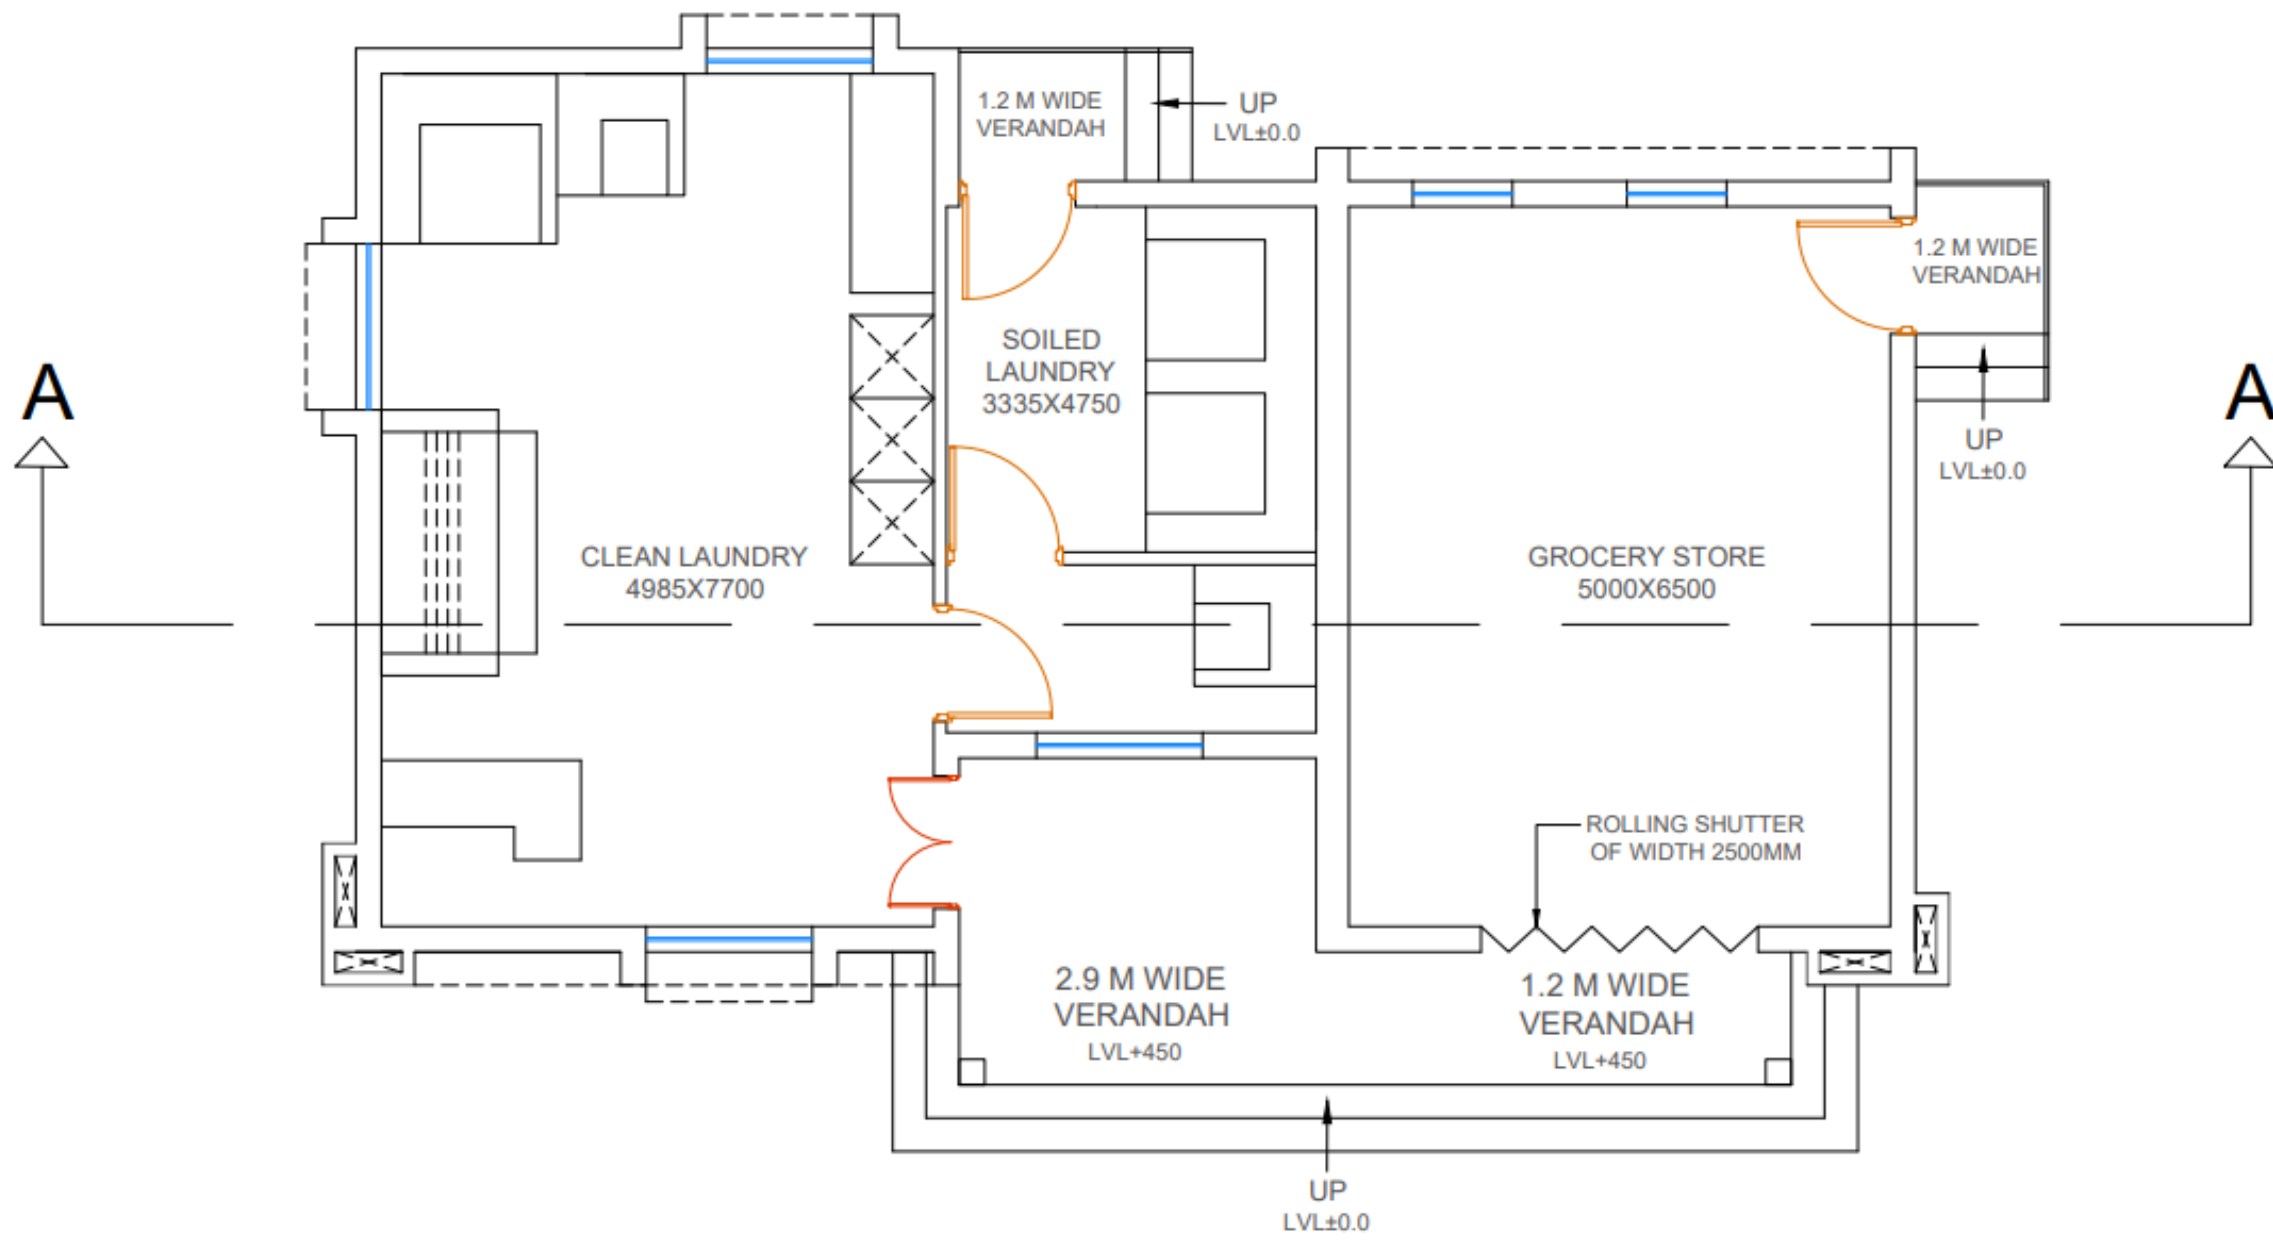 1.2 M WIDE
VERANDAH
UP
LVL±0.0
1.2 M WIDE
VERANDAH
SOILED
LAUNDRY
3335X4750
A
A
UP
LVL±0.0
CLEAN LAUNDRY
4985X7700
GROCERY STORE
5000X6500
ROLLING SHUTTER
OF WIDTH 2500MM
2.9 M WIDE
VERANDAH
LVL+450
1.2 M WIDE
VERANDAH
LVL+450
UP
LVL±0.0